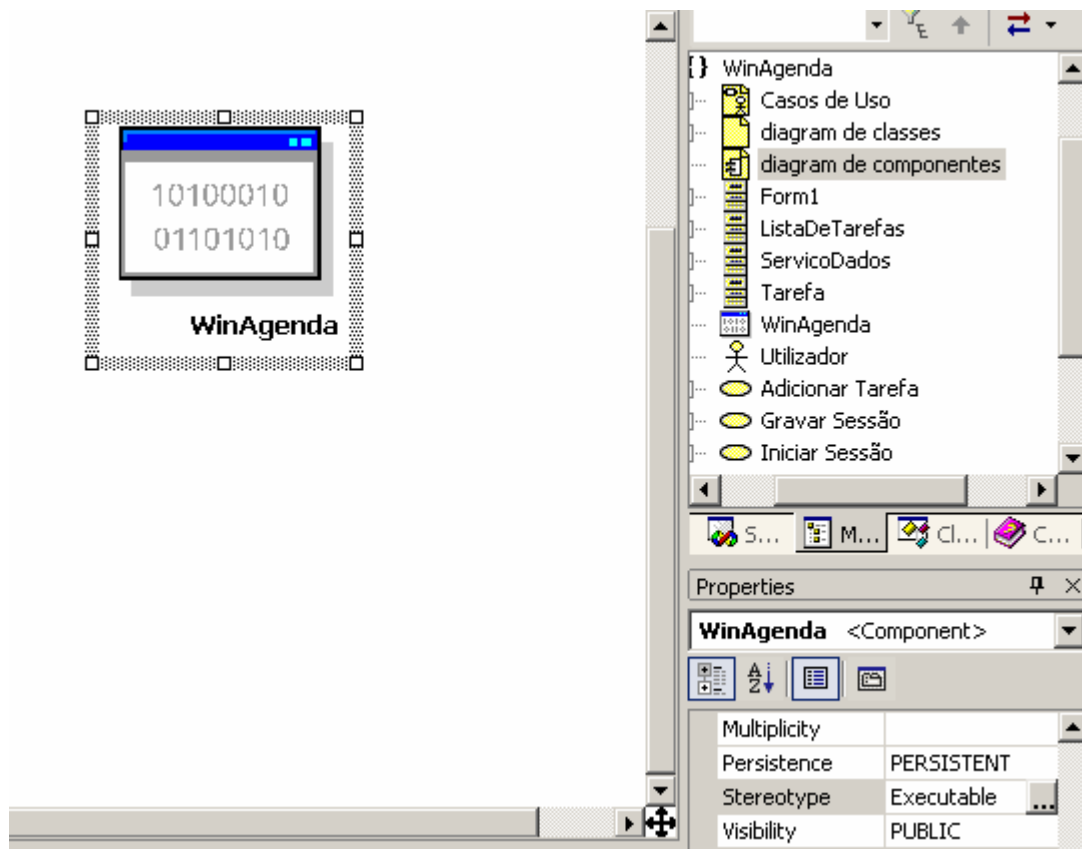 10100010
01101010
WinAgenda
E
{} WinAgenda
Casos de Uso
diagram de classes
diagram de componentes
Form1
ListaDeTarefas
ServicoDados
Tarefa
WinAgenda
Utilizador
Adicionar Tarefa
Gravar Sessão
Iniciar Sessão
S... M... Cl... C...
Properties
WinAgenda <Component>
A
Z
Multiplicity
Persistence PERSISTENT
Stereotype Executable ...
Visibility PUBLIC